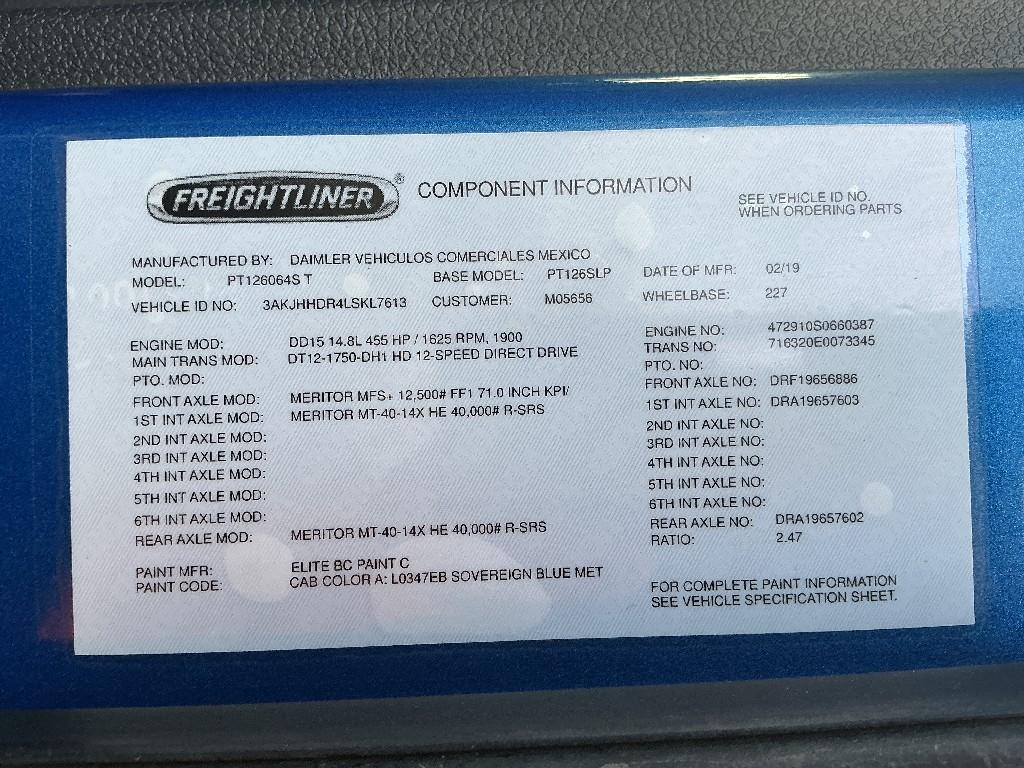 FREIGHTLINER® COMPONENT INFORMATION
SEE VEHICLE ID NO.
WHEN ORDERING PARTS
MANUFACTURED BY: DAIMLER VEHICULOS COMERCIALES MEXICO
MODEL: PT126064S T BASE MODEL: PT126SLP DATE OF MFR: 02/19
VEHICLE ID NO: 3AKJHHDR4LSKL7613 CUSTOMER: M05656 WHEELBASE: 227
ENGINE MOD: DD15 14.8L 455 HP / 1625 RPM, 1900 ENGINE NO: 472910S0660387
MAIN TRANS MOD: DT12-1750-DH1 HD 12-SPEED DIRECT DRIVE TRANS NO: 716320E0073345
PTO. MOD: PTO. NO:
FRONT AXLE MOD: MERITOR MFS+ 12,500# FF1 71.0 INCH KPI/ FRONT AXLE NO: DRF19656886
1ST INT AXLE MOD: MERITOR MT-40-14X HE 40,000# R-SRS 1ST INT AXLE NO: DRA19657603
2ND INT AXLE MOD: 2ND INT AXLE NO:
3RD INT AXLE MOD: 3RD INT AXLE NO:
4TH INT AXLE MOD: 4TH INT AXLE NO:
5TH INT AXLE MOD: 5TH INT AXLE NO:
6TH INT AXLE MOD: 6TH INT AXLE NO:
REAR AXLE MOD: MERITOR MT-40-14X HE 40,000# R-SRS REAR AXLE NO: DRA19657602
RATIO: 2.47
PAINT MFR: ELITE BC PAINT C
PAINT CODE: CAB COLOR A: L0347EB SOVEREIGN BLUE MET
FOR COMPLETE PAINT INFORMATION
SEE VEHICLE SPECIFICATION SHEET.